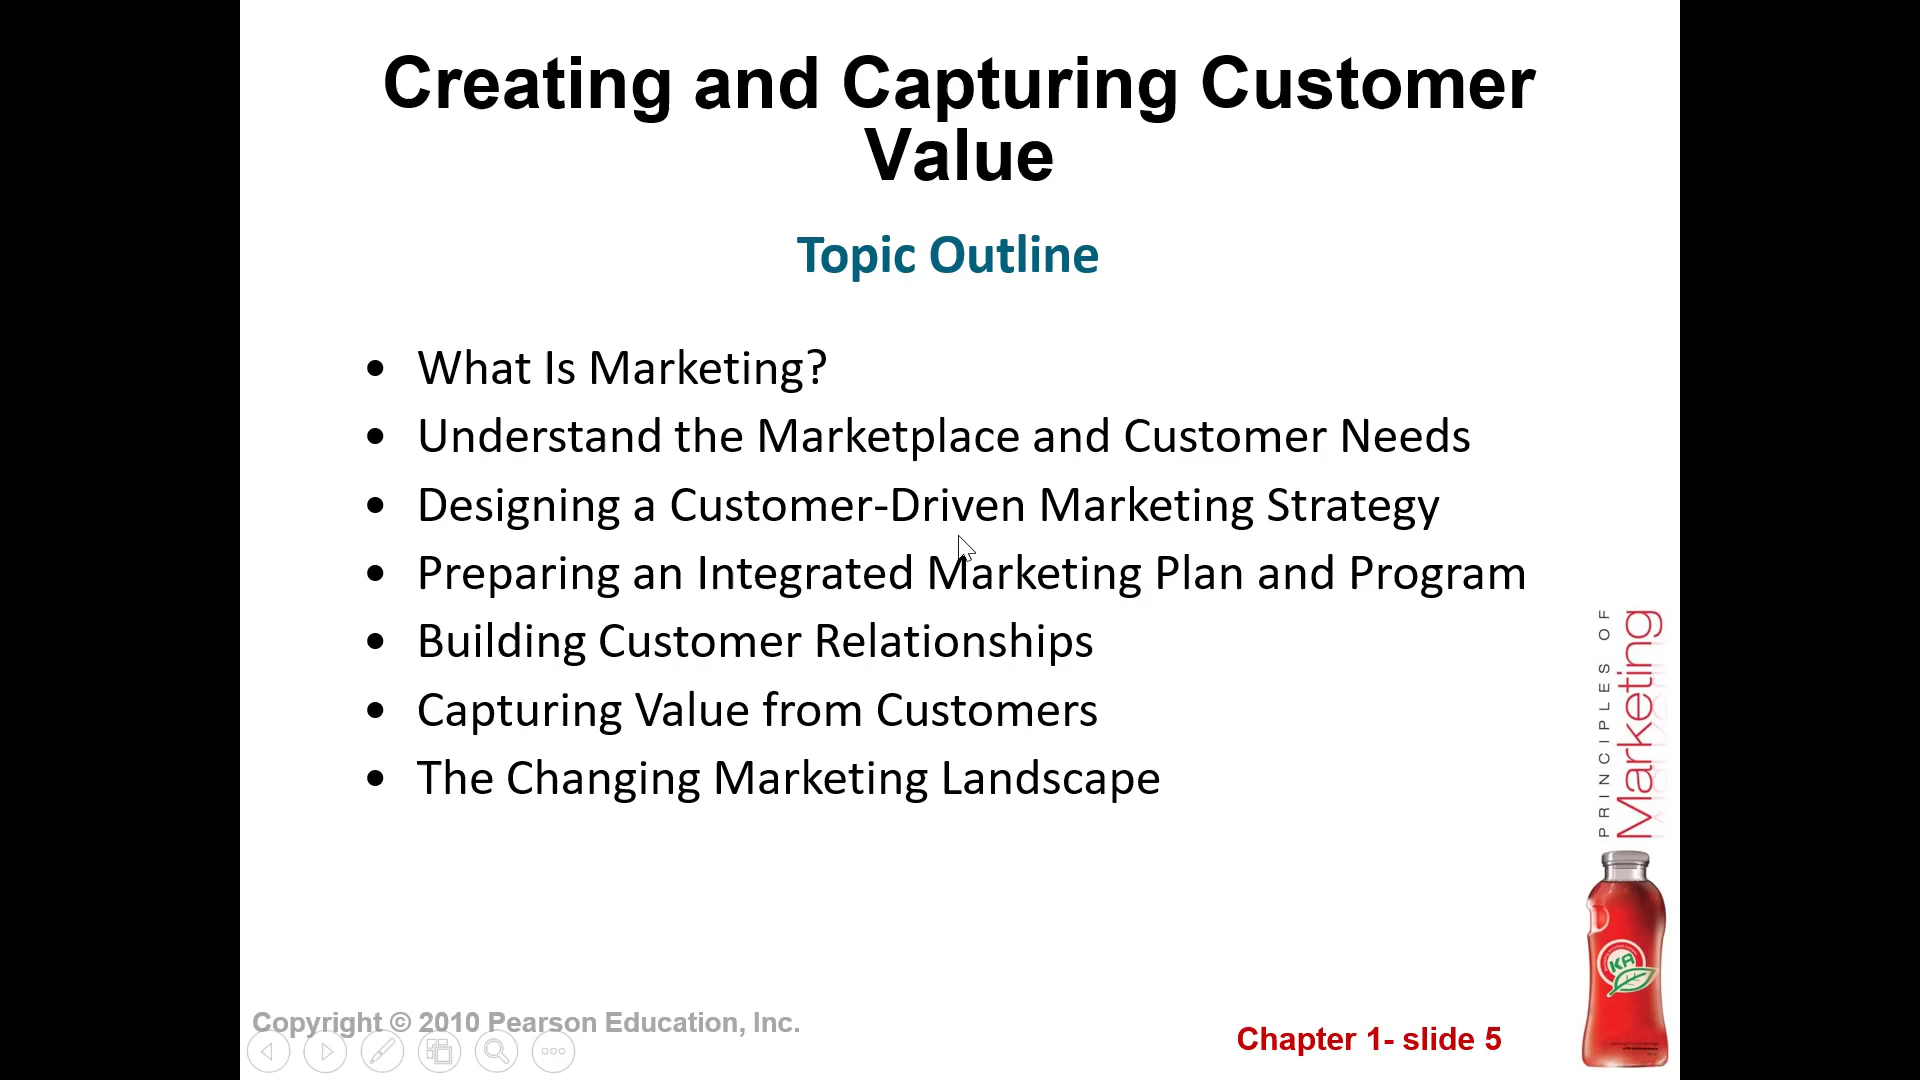 Creating and Capturing Customer
Value
Topic Outline
• What Is Marketing?
• Understand the Marketplace and Customer Needs
• Designing a Customer-Driven Marketing Strategy
• Preparing an Integrated Marketing Plan and Program
• Building Customer Relationships
• Capturing Value from Customers
• The Changing Marketing Landscape
PRINCIPLES OF
Marketing
KA
Copyright © 2010 Pearson Education, Inc.
Chapter 1- slide 5